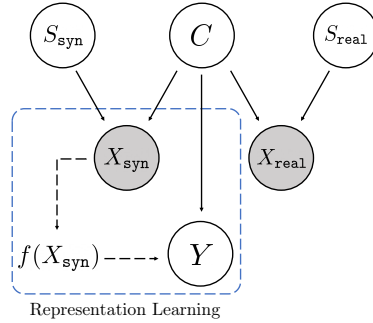 S_syn C S_real
X_syn X_real
f(X_syn) Y
Representation Learning